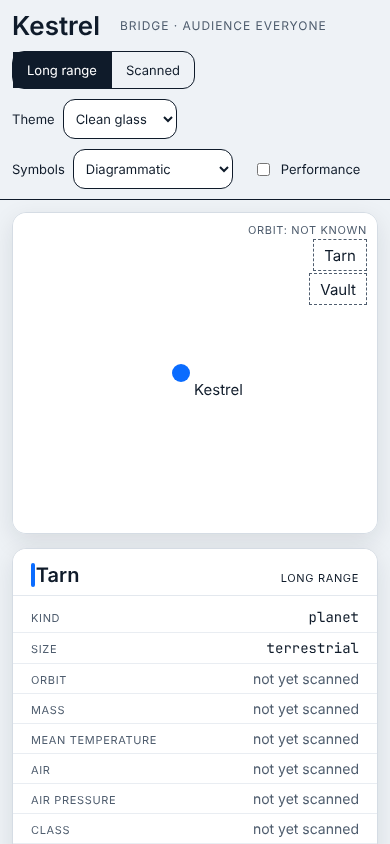 Kestrel BRIDGE · AUDIENCE EVERYONE
Long range Scanned
Theme Clean glass
Symbols Diagrammatic Performance
ORBIT: NOT KNOWN
Tarn
Vault
Kestrel
Tarn LONG RANGE
KIND planet
SIZE terrestrial
ORBIT not yet scanned
MASS not yet scanned
MEAN TEMPERATURE not yet scanned
AIR not yet scanned
AIR PRESSURE not yet scanned
CLASS not yet scanned